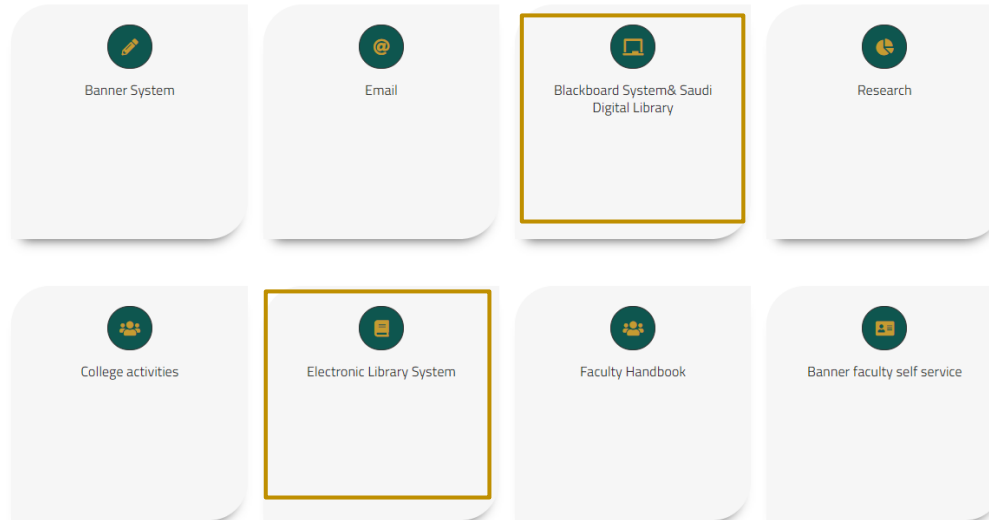 Banner System
Email
Blackboard System& Saudi
Digital Library
Research
College activities
Electronic Library System
Faculty Handbook
Banner faculty self service